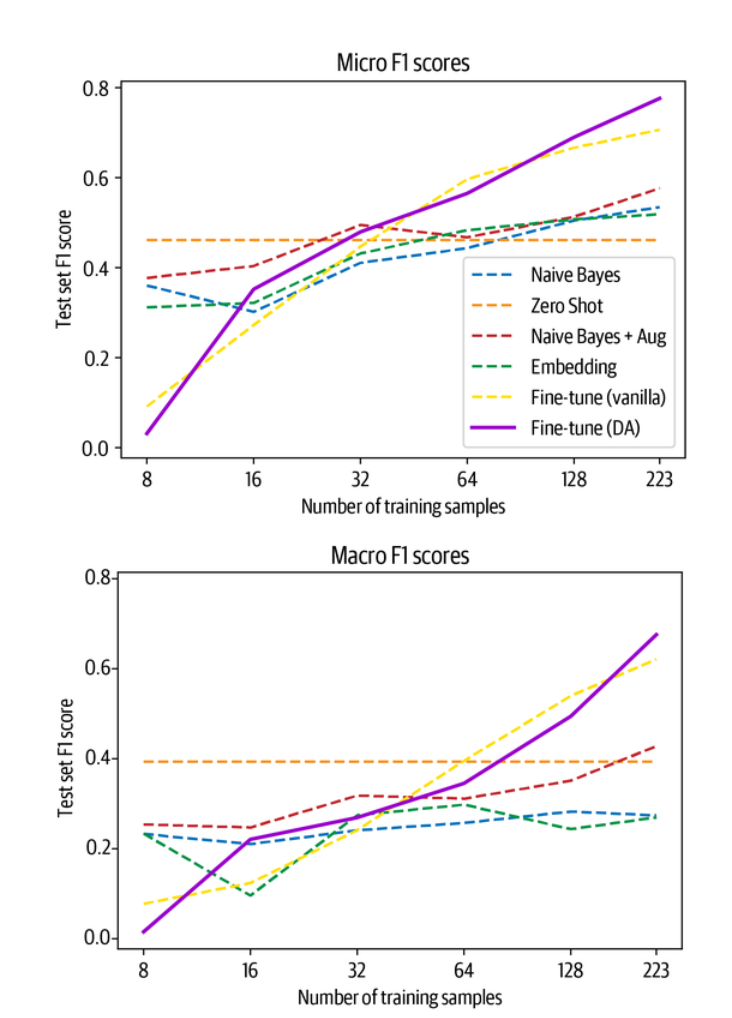 Micro F1 scores
0.8
0.6
0.4
0.2
0.0
Test set F1 score
Naive Bayes
Zero Shot
Naive Bayes + Aug
Embedding
Fine-tune (vanilla)
Fine-tune (DA)
8 16 32 64 128 223
Number of training samples
Macro F1 scores
0.8
0.6
0.4
0.2
0.0
Test set F1 score
8 16 32 64 128 223
Number of training samples